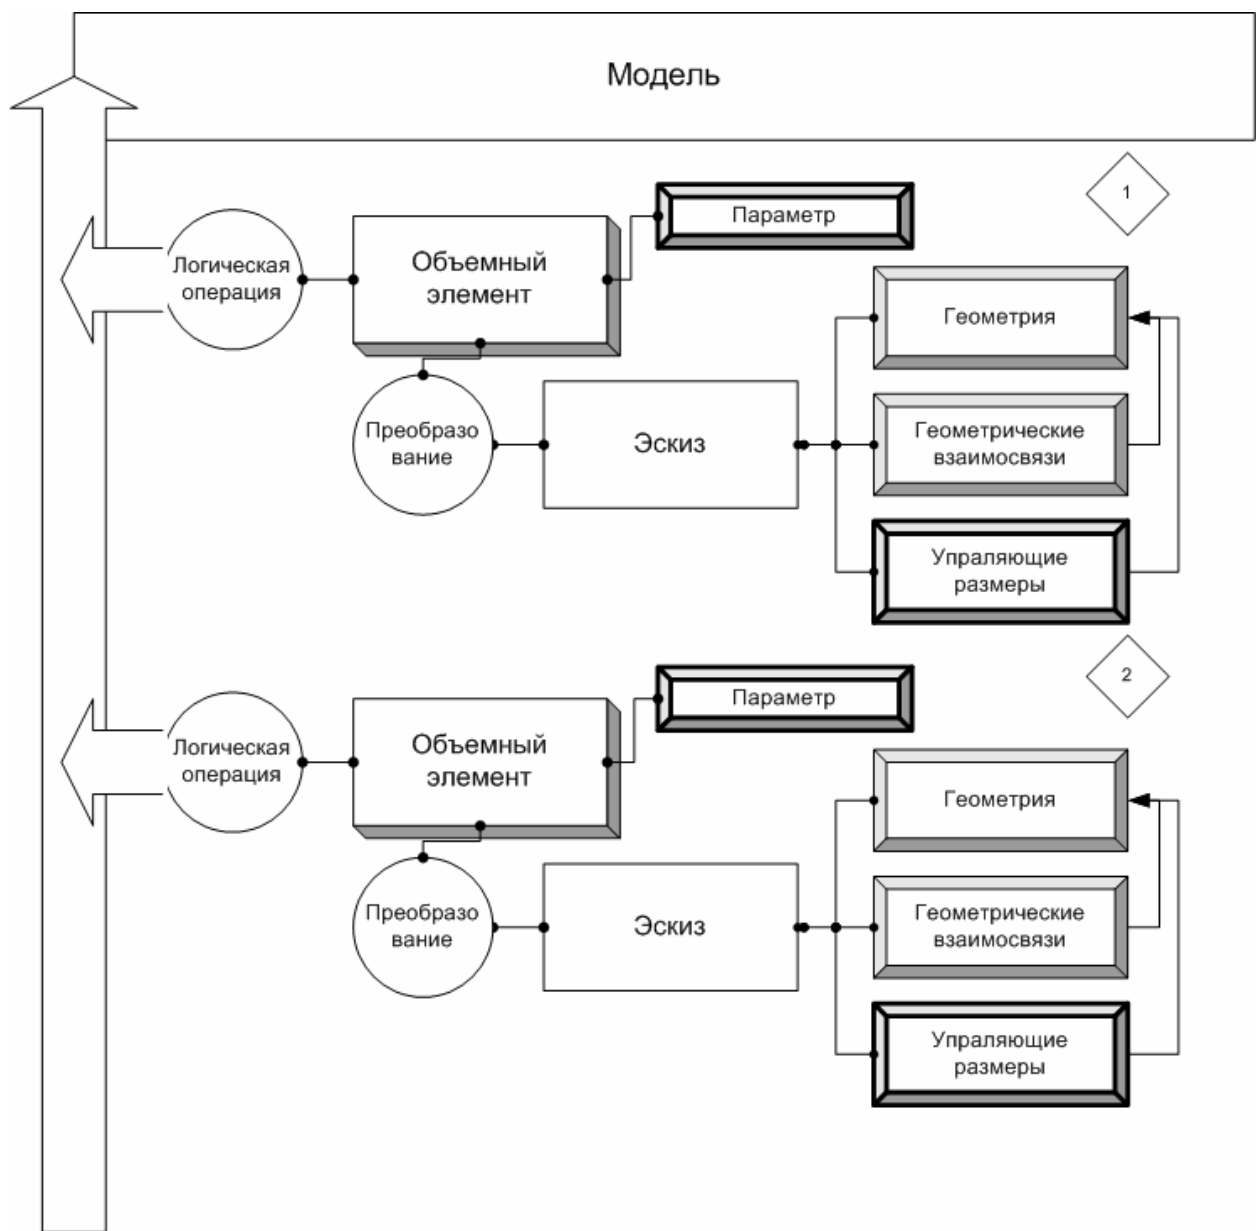 Модель
1
Параметр
Логическая
операция
Объемный
элемент
Геометрия
Преобразо
вание
Эскиз
Геометрические
взаимосвязи
Упраляющие
размеры
2
Параметр
Логическая
операция
Объемный
элемент
Геометрия
Преобразо
вание
Эскиз
Геометрические
взаимосвязи
Упраляющие
размеры